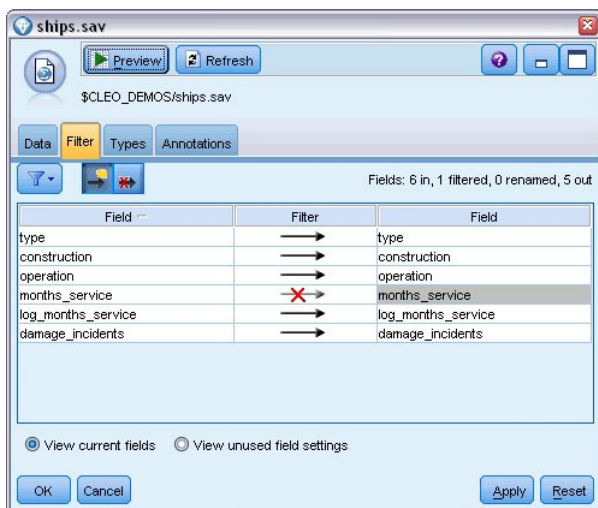 ships.sav
Preview Refresh
$CLEO_DEMOS/ships.sav
Data Filter Types Annotations
Fields: 6 in, 1 filtered, 0 renamed, 5 out
Field Filter Field
type type
construction construction
operation operation
months_service months_service
log_months_service log_months_service
damage_incidents damage_incidents
View current fields View unused field settings
OK Cancel Apply Reset